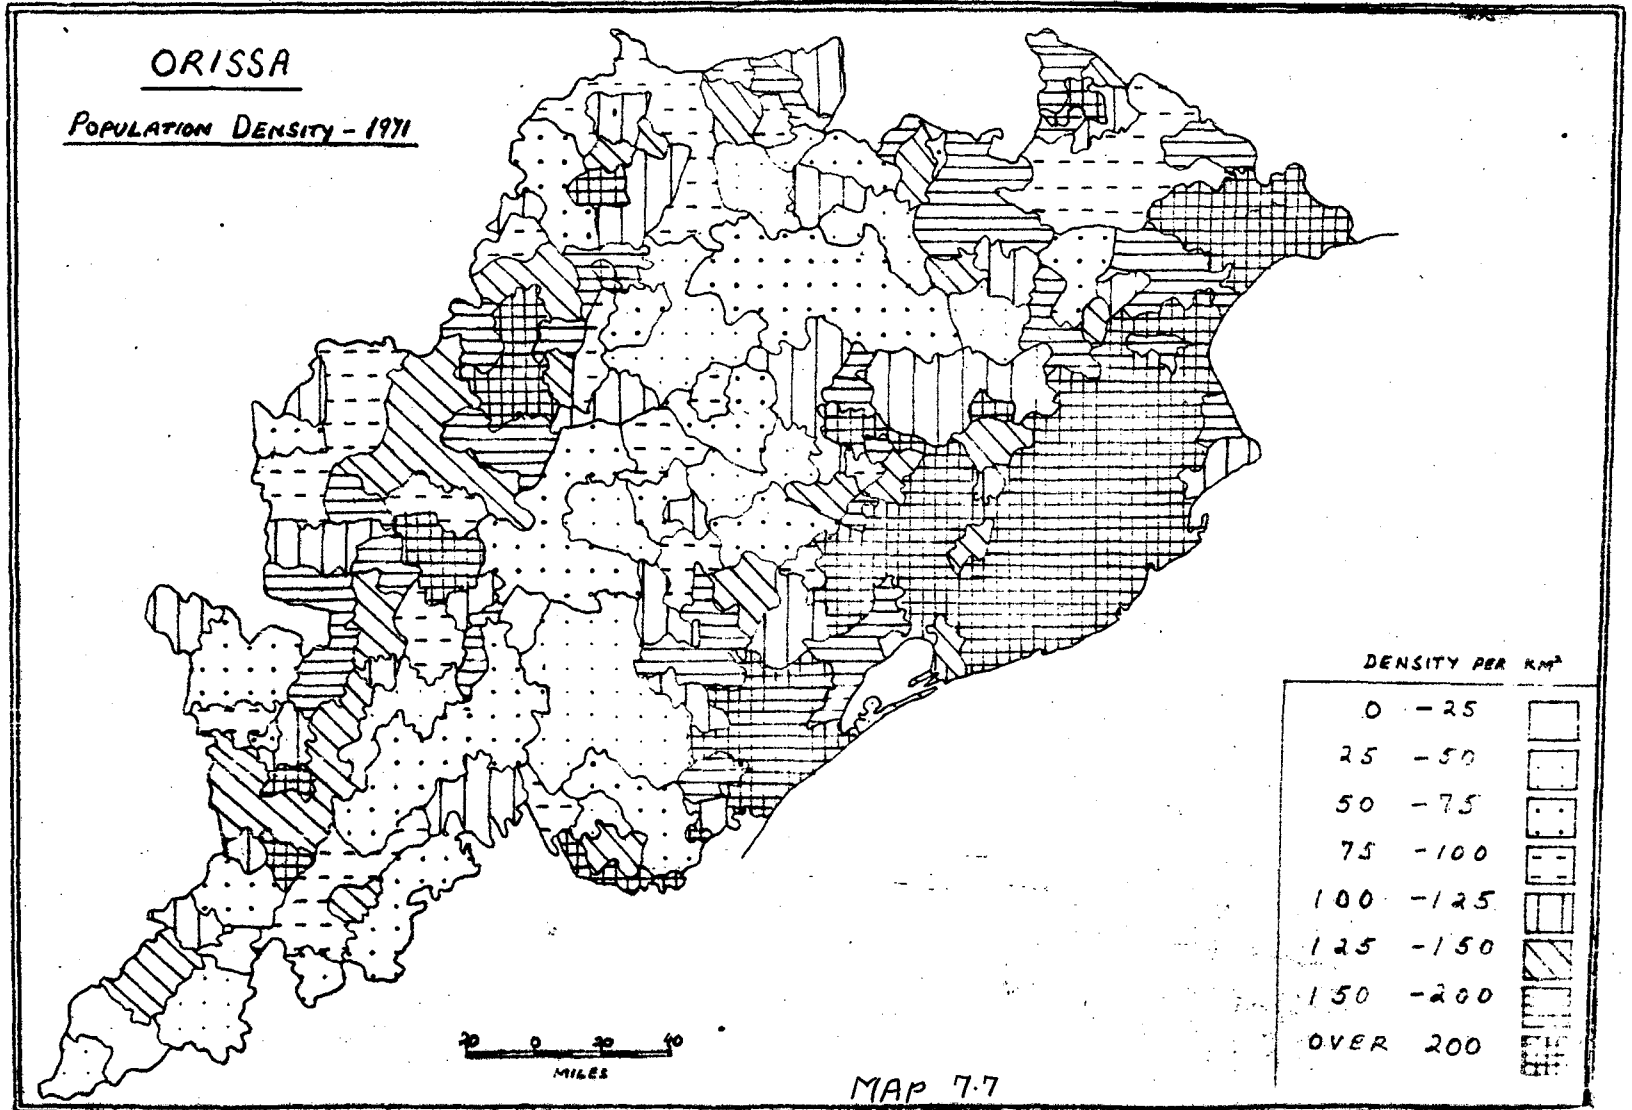 ORISSA
POPULATION DENSITY - 1971
DENSITY PER KM²
0 - 25
25 - 50
50 - 75
75 - 100
100 - 125
125 - 150
150 - 200
OVER 200
20 0 20 40
MILES
MAP 7.7